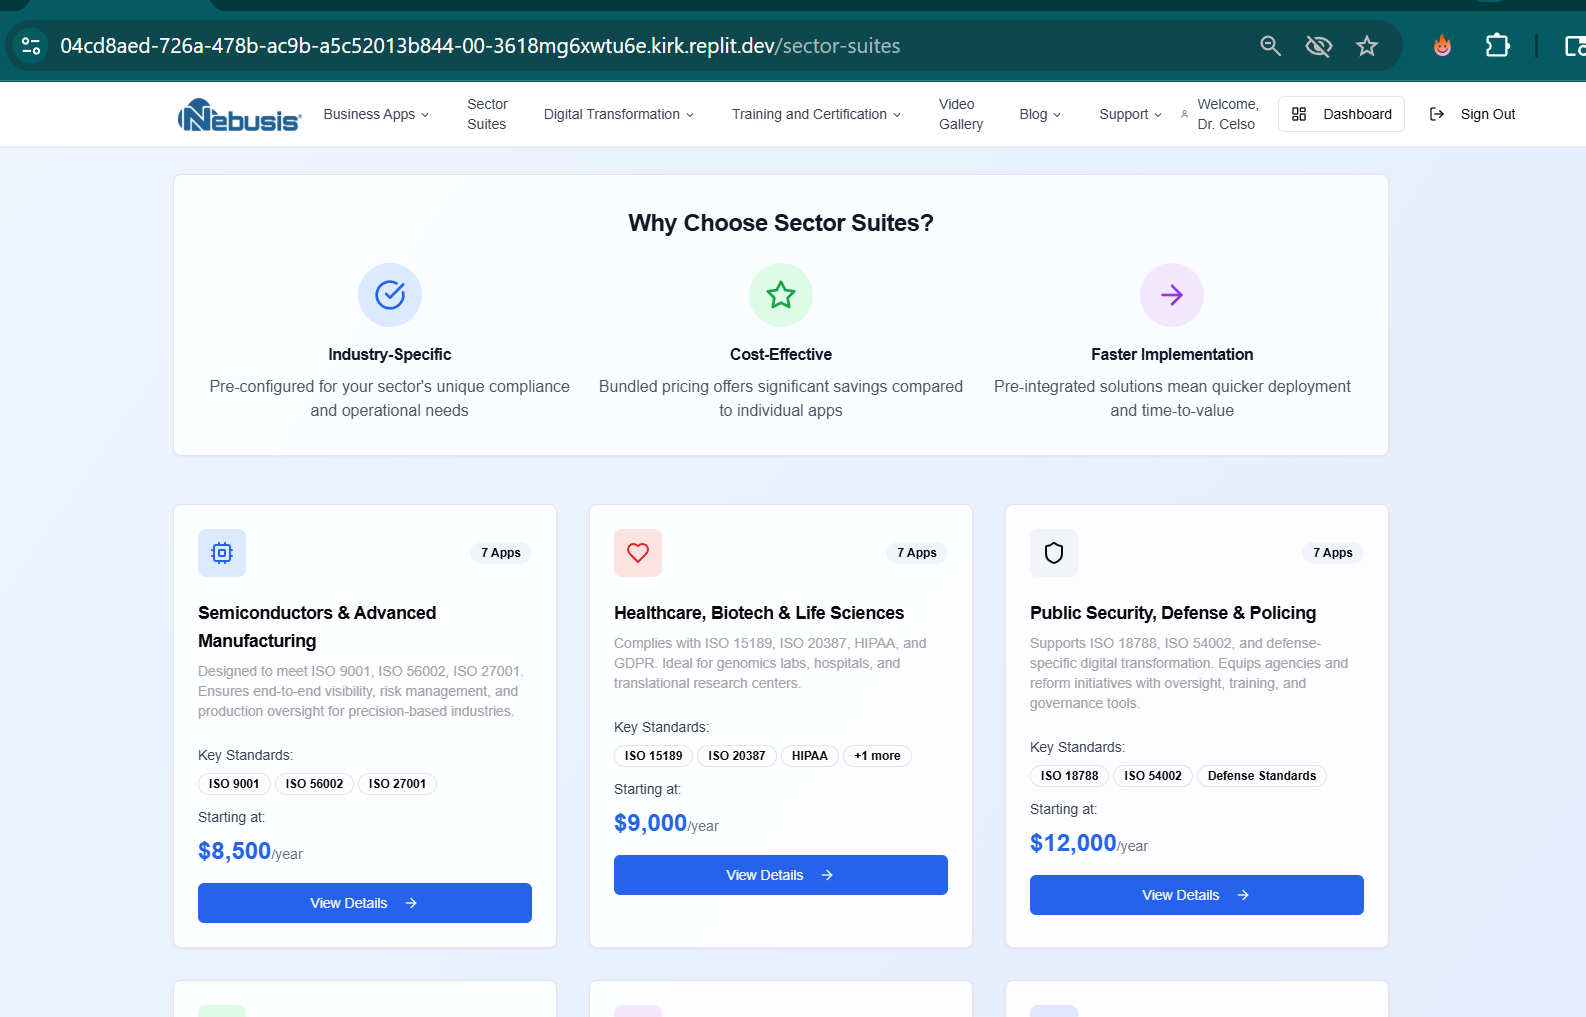 04cd8aed-726a-478b-ac9b-a5c52013b844-00-3618mg6xwtu6e.kirk.replit.dev/sector-suites
Nebusis®
Business Apps
Sector
Suites
Digital Transformation
Training and Certification
Video
Gallery
Blog
Support
Welcome,
Dr. Celso
Dashboard
Sign Out
Why Choose Sector Suites?
Industry-Specific
Pre-configured for your sector's unique compliance
and operational needs
Cost-Effective
Bundled pricing offers significant savings compared
to individual apps
Faster Implementation
Pre-integrated solutions mean quicker deployment
and time-to-value
7 Apps
Semiconductors & Advanced
Manufacturing
Designed to meet ISO 9001, ISO 56002, ISO 27001.
Ensures end-to-end visibility, risk management, and
production oversight for precision-based industries.
Key Standards:
ISO 9001
ISO 56002
ISO 27001
Starting at:
$8,500/year
View Details
7 Apps
Healthcare, Biotech & Life Sciences
Complies with ISO 15189, ISO 20387, HIPAA, and
GDPR. Ideal for genomics labs, hospitals, and
translational research centers.
Key Standards:
ISO 15189
ISO 20387
HIPAA
+1 more
Starting at:
$9,000/year
View Details
7 Apps
Public Security, Defense & Policing
Supports ISO 18788, ISO 54002, and defense-
specific digital transformation. Equips agencies and
reform initiatives with oversight, training, and
governance tools.
Key Standards:
ISO 18788
ISO 54002
Defense Standards
Starting at:
$12,000/year
View Details